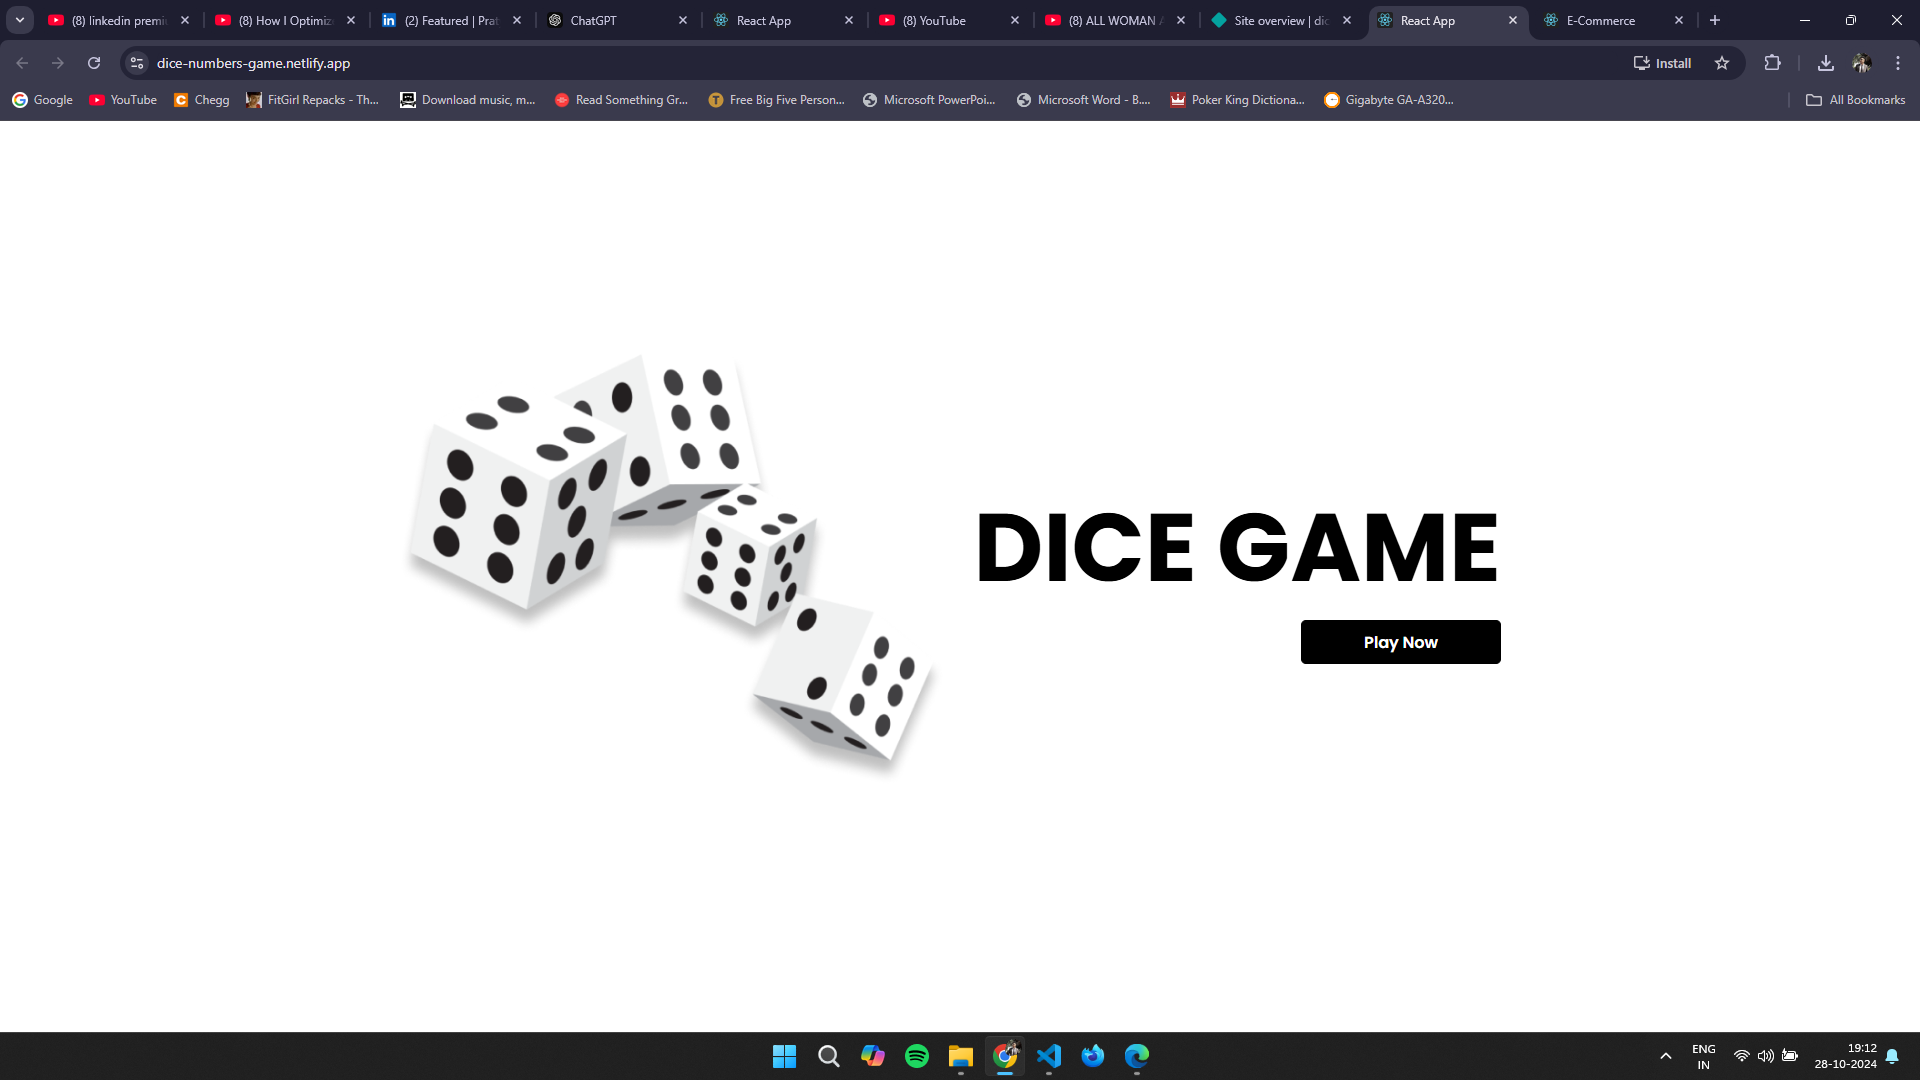 (8) linkedin premi
(8) How I Optimiz
(2) Featured | Prat
ChatGPT
React App
(8) YouTube
(8) ALL WOMAN A
Site overview | dic
React App
E-Commerce
dice-numbers-game.netlify.app
Install
Google
YouTube
Chegg
FitGirl Repacks - Th...
Download music, m...
Read Something Gr...
Free Big Five Person...
Microsoft PowerPoi...
Microsoft Word - B....
Poker King Dictiona...
Gigabyte GA-A320...
All Bookmarks
DICE GAME
Play Now
ENG
IN
19:12
28-10-2024